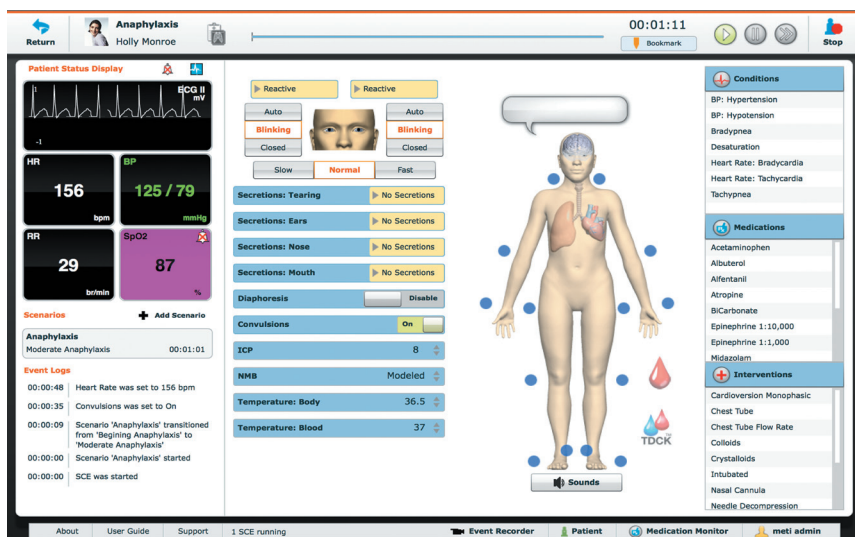 Return
Anaphylaxis
Holly Monroe
00:01:11
Bookmark
Stop
Patient Status Display
1
ECG II
mV
-1
HR
156
bpm
BP
125 / 79
mmHg
RR
29
br/min
SpO2
87
%
Scenarios
Add Scenario
Anaphylaxis
Moderate Anaphylaxis 00:01:01
Event Logs
00:00:48 Heart Rate was set to 156 bpm
00:00:35 Convulsions was set to On
00:00:09 Scenario 'Anaphylaxis' transitioned
from 'Begining Anaphylaxis' to
'Moderate Anaphylaxis'
00:00:00 Scenario 'Anaphylaxis' started
00:00:00 SCE was started
Reactive Reactive
Auto Auto
Blinking Blinking
Closed Closed
Slow Normal Fast
Secretions: Tearing No Secretions
Secretions: Ears No Secretions
Secretions: Nose No Secretions
Secretions: Mouth No Secretions
Diaphoresis Disable
Convulsions On
ICP 8
NMB Modeled
Temperature: Body 36.5
Temperature: Blood 37
TDCK
Sounds
Conditions
BP: Hypertension
BP: Hypotension
Bradypnea
Desaturation
Heart Rate: Bradycardia
Heart Rate: Tachycardia
Tachypnea
Medications
Acetaminophen
Albuterol
Alfentanil
Atropine
BiCarbonate
Epinephrine 1:10,000
Epinephrine 1:1,000
Midazolam
Interventions
Cardioversion Monophasic
Chest Tube
Chest Tube Flow Rate
Colloids
Crystalloids
Intubated
Nasal Cannula
Needle Decompression
About User Guide Support 1 SCE running Event Recorder Patient Medication Monitor meti admin